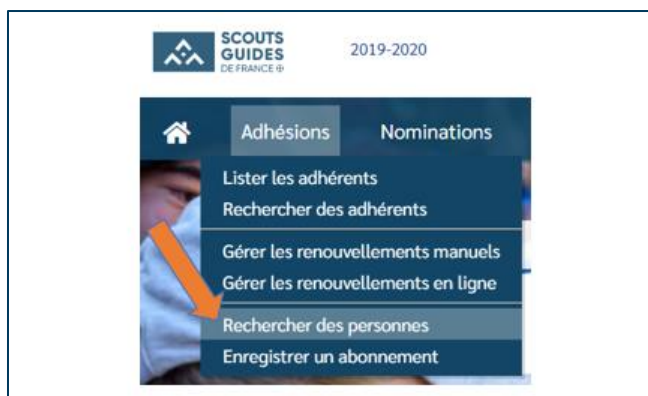 SCOUTS
GUIDES
DE FRANCE
2019-2020
Adhésions Nominations
Lister les adhérents
Rechercher des adhérents
Gérer les renouvellements manuels
Gérer les renouvellements en ligne
Rechercher des personnes
Enregistrer un abonnement